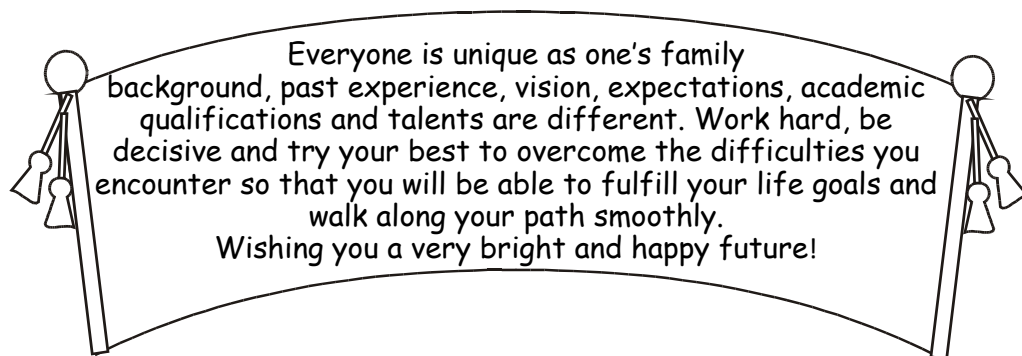 Everyone is unique as one's family
background, past experience, vision, expectations, academic
qualifications and talents are different. Work hard, be
decisive and try your best to overcome the difficulties you
encounter so that you will be able to fulfill your life goals and
walk along your path smoothly.
Wishing you a very bright and happy future!